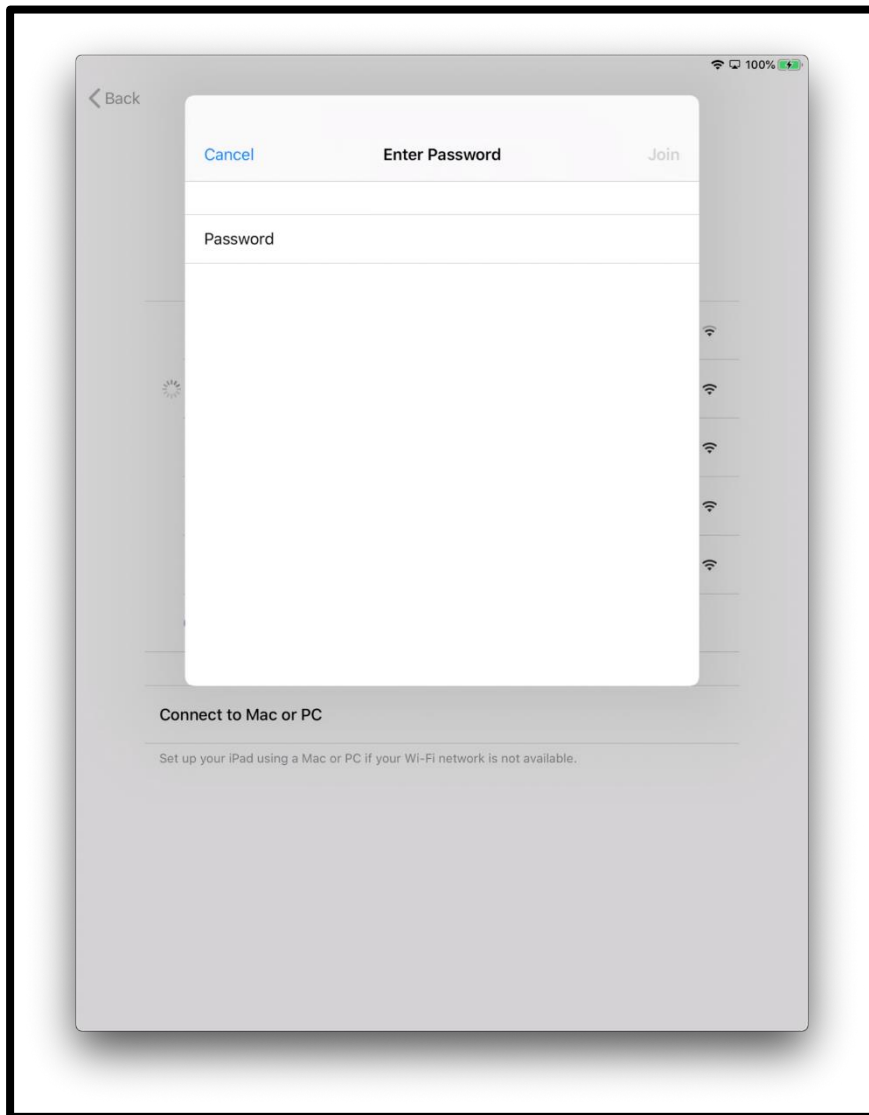 100%
Back
Cancel Enter Password Join
Password
Connect to Mac or PC
Set up your iPad using a Mac or PC if your Wi-Fi network is not available.